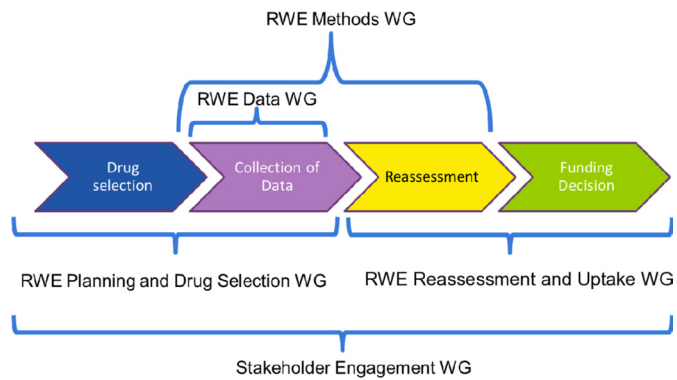 RWE Methods WG
RWE Data WG
Drug
selection
Collection of
Data
Reassessment
Funding
Decision
RWE Planning and Drug Selection WG
RWE Reassessment and Uptake WG
Stakeholder Engagement WG